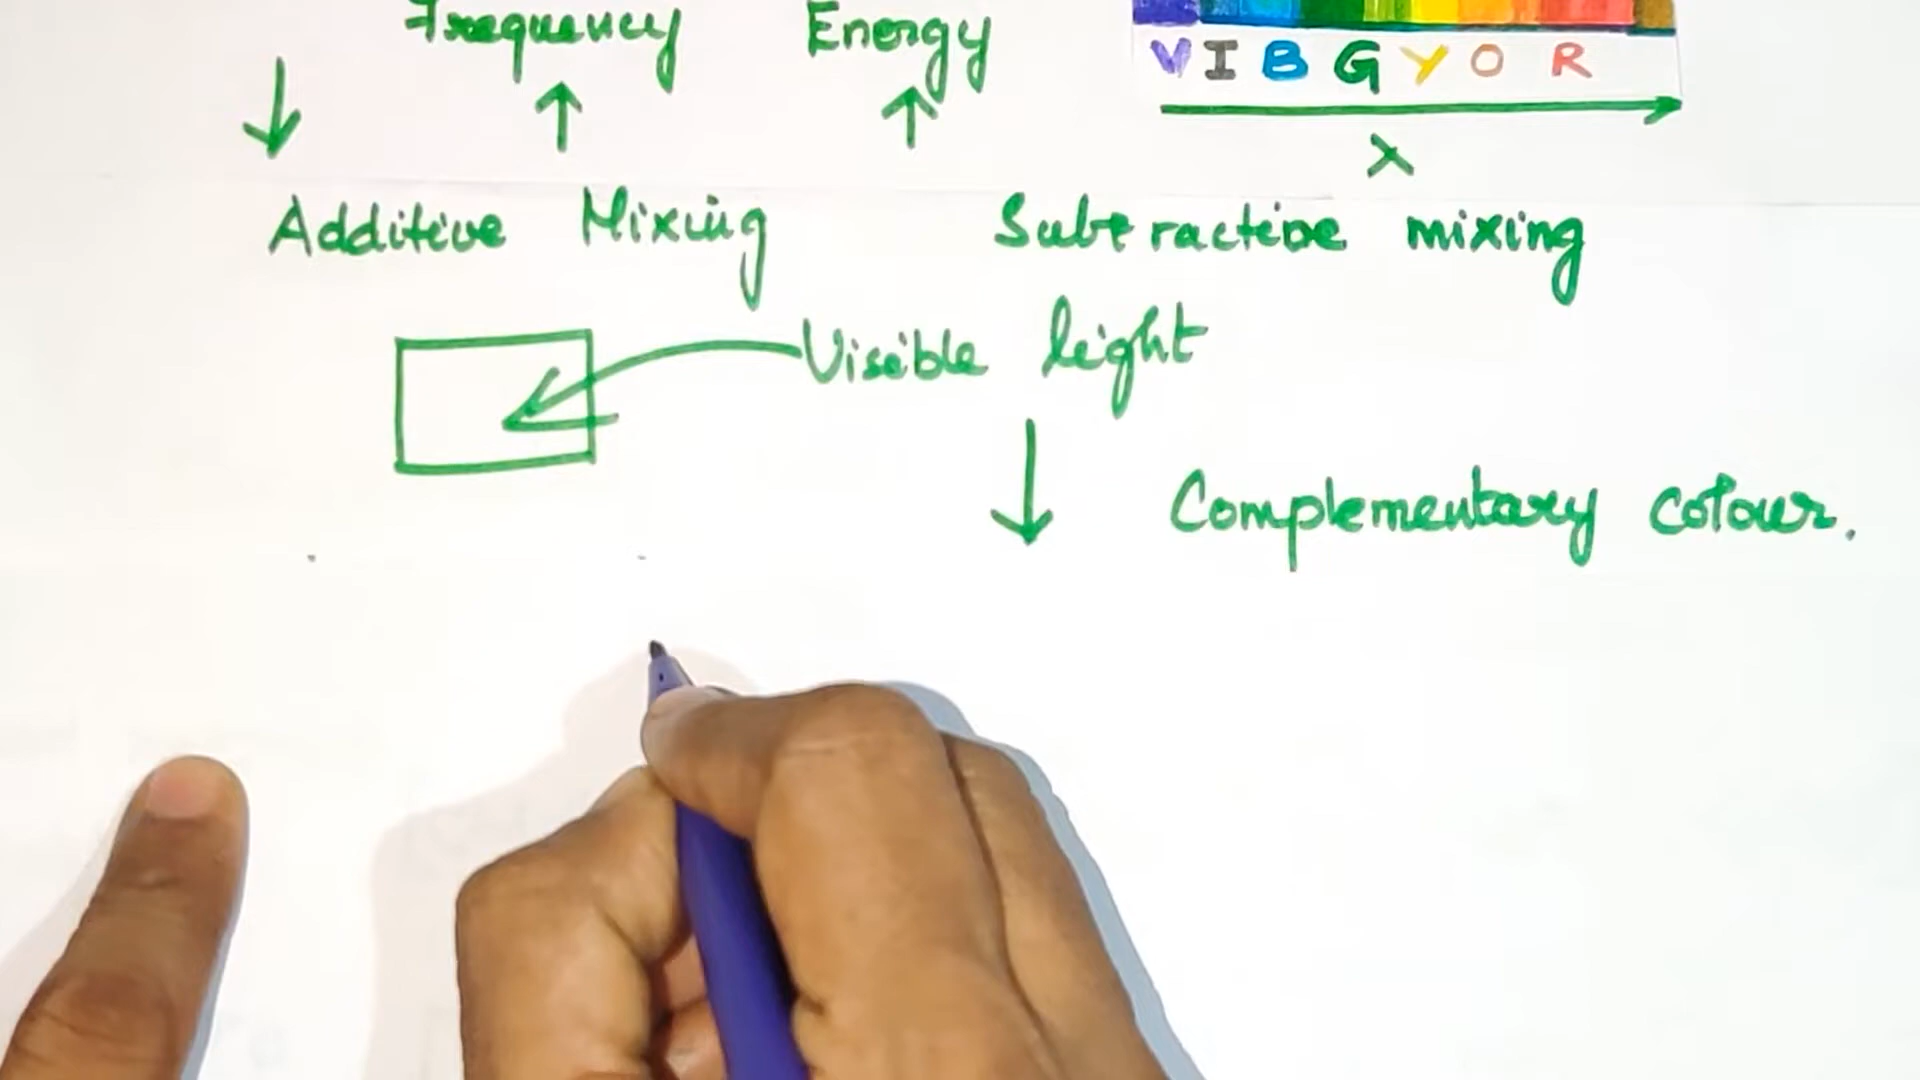 Frequency Energy
V I B G Y O R
λ
Additive Mixing Subtractive mixing
Visible light
Complementary colour.